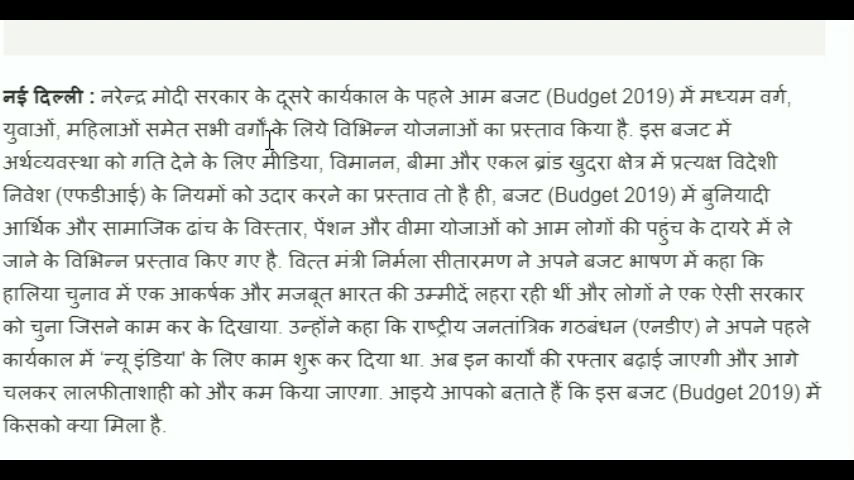 नई दिल्ली : नरेन्द्र मोदी सरकार के दूसरे कार्यकाल के पहले आम बजट (Budget 2019) में मध्यम वर्ग,
युवाओं, महिलाओं समेत सभी वर्गों के लिये विभिन्न योजनाओं का प्रस्ताव किया है. इस बजट में
अर्थव्यवस्था को गति देने के लिए मीडिया, विमानन, बीमा और एकल ब्रांड खुदरा क्षेत्र में प्रत्यक्ष विदेशी
निवेश (एफडीआई) के नियमों को उदार करने का प्रस्ताव तो है ही, बजट (Budget 2019) में बुनियादी
आर्थिक और सामाजिक ढांच के विस्तार, पेंशन और वीमा योजाओं को आम लोगों की पहुंच के दायरे में ले
जाने के विभिन्न प्रस्ताव किए गए है. वित्त मंत्री निर्मला सीतारमण ने अपने बजट भाषण में कहा कि
हालिया चुनाव में एक आकर्षक और मजबूत भारत की उम्मीदें लहरा रही थीं और लोगों ने एक ऐसी सरकार
को चुना जिसने काम कर के दिखाया. उन्होंने कहा कि राष्ट्रीय जनतांत्रिक गठबंधन (एनडीए) ने अपने पहले
कार्यकाल में 'न्यू इंडिया' के लिए काम शुरू कर दिया था. अब इन कार्यों की रफ्तार बढ़ाई जाएगी और आगे
चलकर लालफीताशाही को और कम किया जाएगा. आइये आपको बताते हैं कि इस बजट (Budget 2019) में
किसको क्या मिला है.